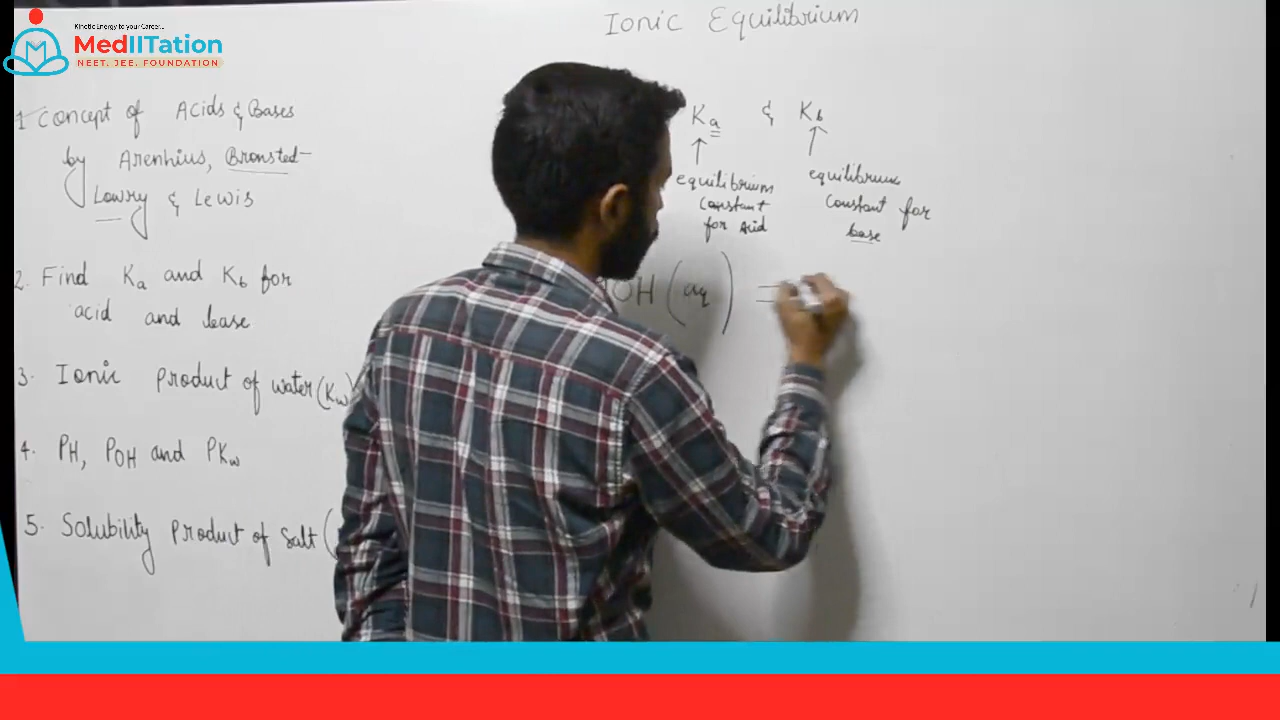 Kinetic Energy to your Career...
MedIITation
NEET. JEE. FOUNDATION
Ionic Equilibrium
1 Concept of Acids & Bases
by Arenhius, Bronsted-
Lowry & Lewis
2. Find Ka and Kb for
acid and base
3. Ionic Product of water (Kw)
4. PH, POH and PKw
5. Solubility Product of Salt (
Ka & Kb
equilibrium
constant
for Acid
equilibrium
constant for
base
OH (aq)